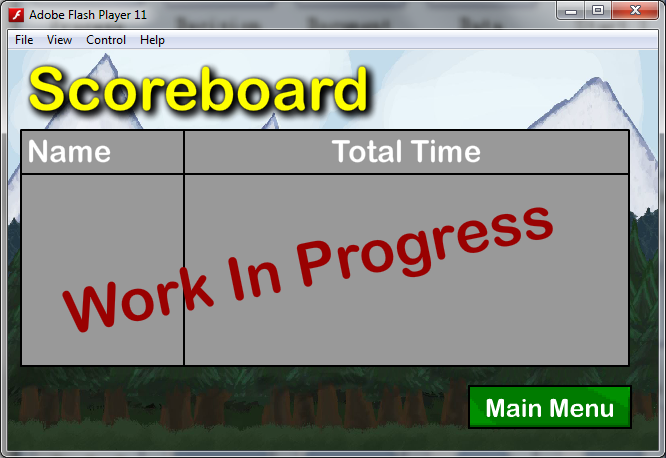 Adobe Flash Player 11
File View Control Help
Scoreboard
Name Total Time
Work In Progress
Main Menu